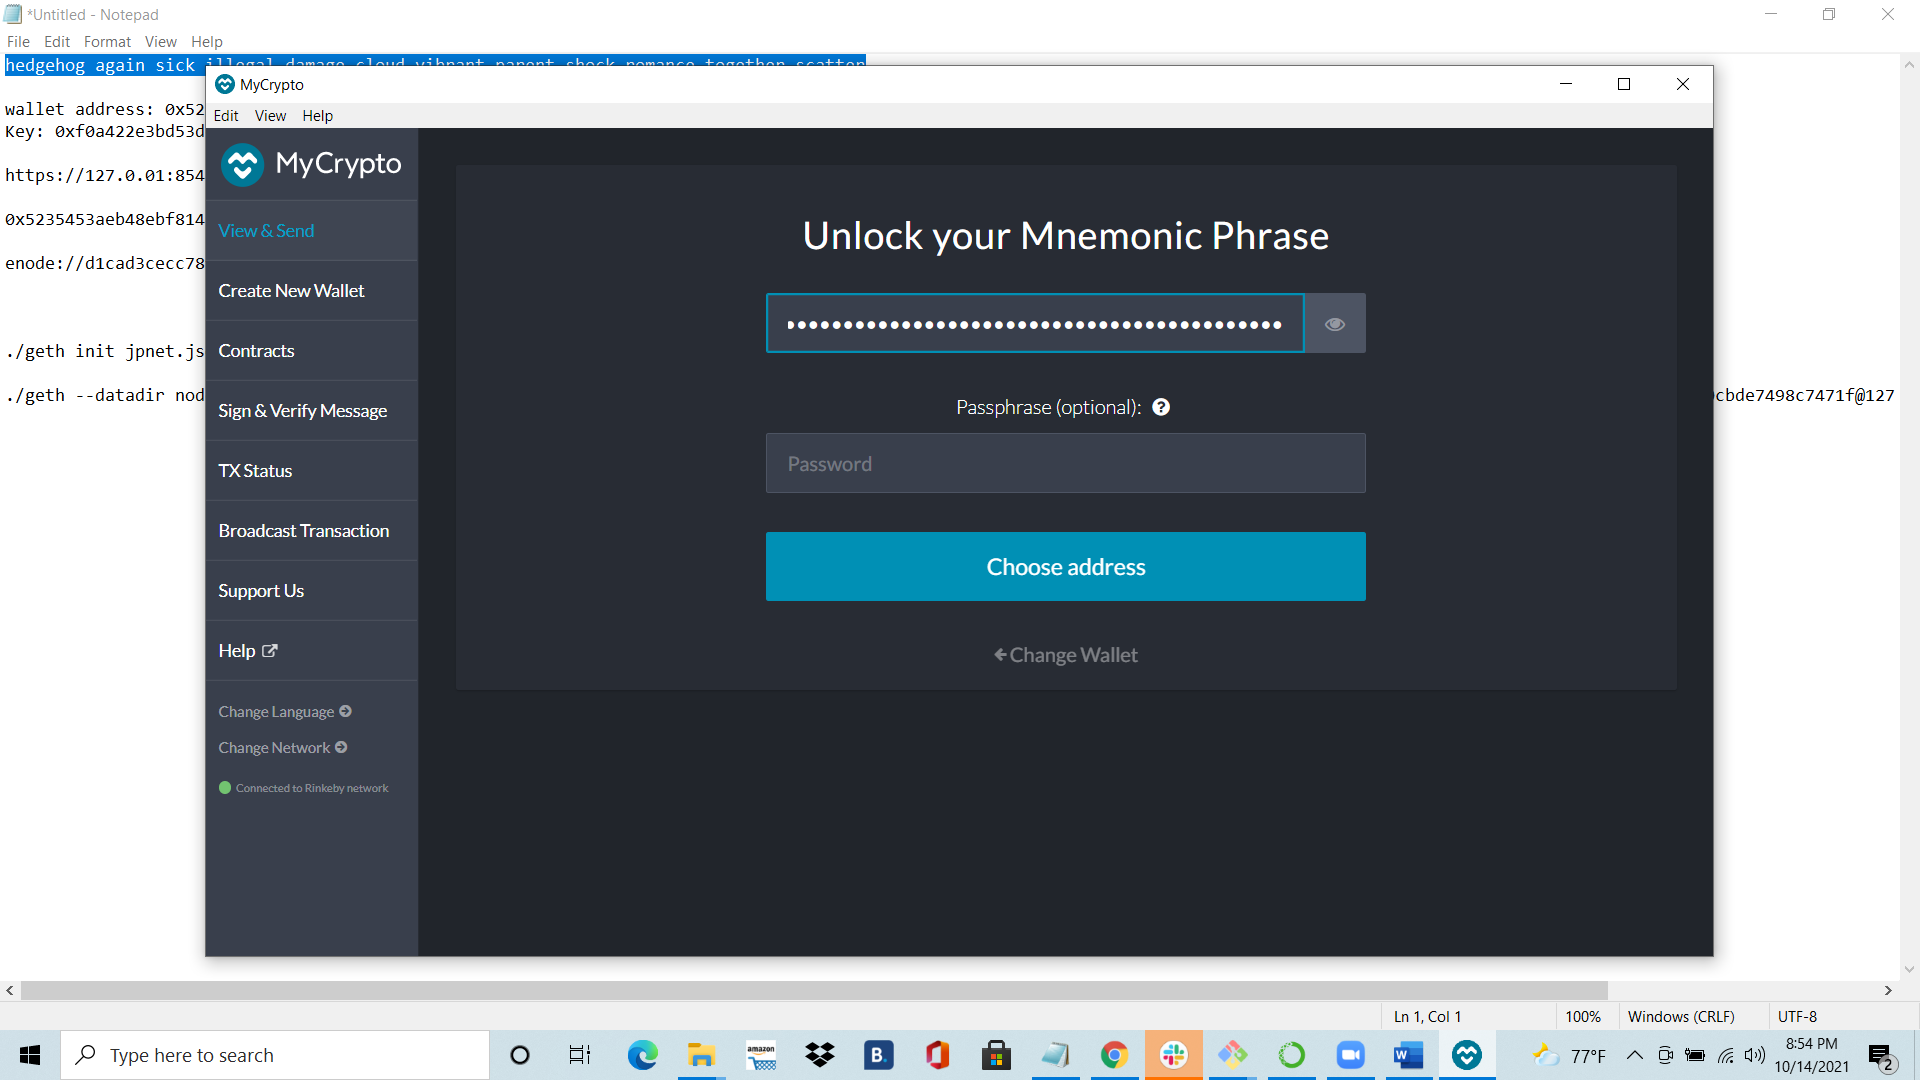 *Untitled - Notepad
File Edit Format View Help
hedgehog again sick
wallet address: 0x52
Key: 0xf0a422e3bd53d
https://127.0.01:854
0x5235453aeb48ebf814
enode://d1cad3cecc78
./geth init jpnet.js
./geth --datadir nod
cbde7498c7471f@127
MyCrypto
Edit View Help
MyCrypto
View & Send
Create New Wallet
Contracts
Sign & Verify Message
TX Status
Broadcast Transaction
Support Us
Help
Change Language
Change Network
Connected to Rinkeby network
Unlock your Mnemonic Phrase
Passphrase (optional): ?
Password
Choose address
Change Wallet
Ln 1, Col 1
100%
Windows (CRLF)
UTF-8
Type here to search
amazon
B.
W
77°F
8:54 PM
10/14/2021
2